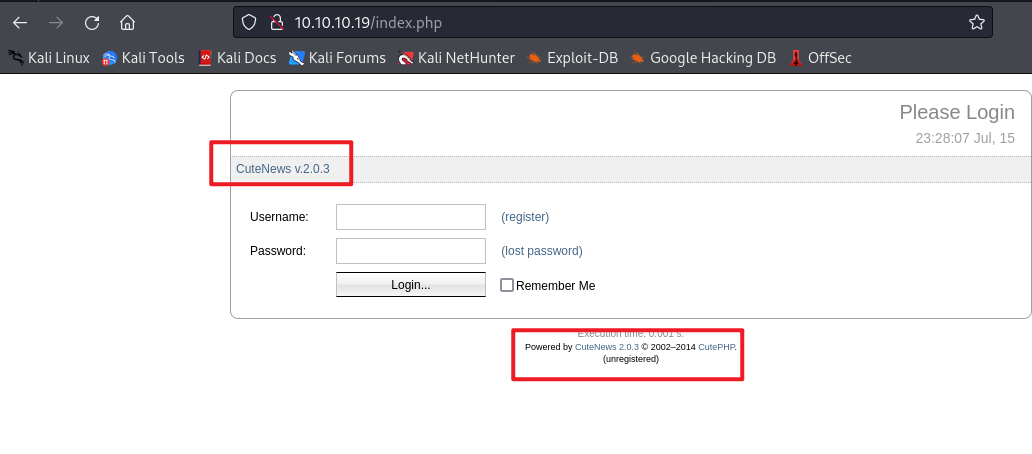 10.10.10.19/index.php
Kali Linux Kali Tools Kali Docs Kali Forums Kali NetHunter Exploit-DB Google Hacking DB OffSec
Please Login
23:28:07 Jul, 15
CuteNews v.2.0.3
Username: (register)
Password: (lost password)
Login... Remember Me
Execution time: 0.001 s.
Powered by CuteNews 2.0.3 © 2002–2014 CutePHP.
(unregistered)